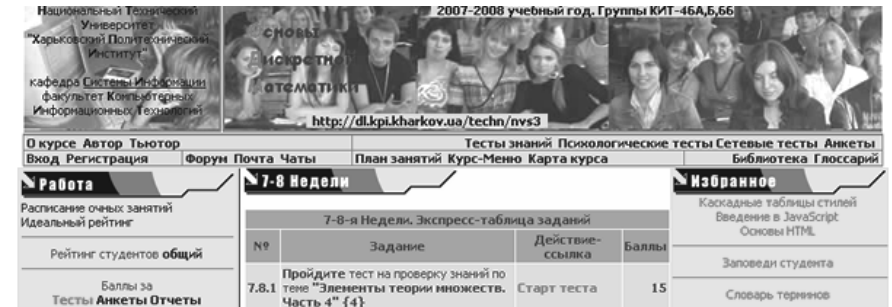 Национальный Технический
Университет
"Харьковский Политехнический
Институт"
кафедра Системы Информации
факультет Компьютерных
Информационных Технологий
2007-2008 учебный год. Группы КИТ-46А,Б,66
сновы
Дискретной
атематики
http://dl.kpi.kharkov.ua/techn/nvs3
О курсе Автор Тьютор
Тесты знаний Психологические тесты Сетевые тесты Анкеты
Вход Регистрация
Форум Почта Чаты
План занятий Курс-Меню Карта курса
Библиотека Глоссарий
Работа
Расписание очных занятий
Идеальный рейтинг
Рейтинг студентов общий
Баллы за
Тесты Анкеты Отчеты
7-8 Недели
7-8-я Недели. Экспресс-таблица заданий
№ Задание Действие-ссылка Баллы
7.8.1 Пройдите тест на проверку знаний по
теме "Элементы теории множеств.
Часть 4" {4}
Старт теста
15
Избранное
Каскадные таблицы стилей
Введение в JavaScript
Основы HTML
Заповеди студента
Словарь терминов